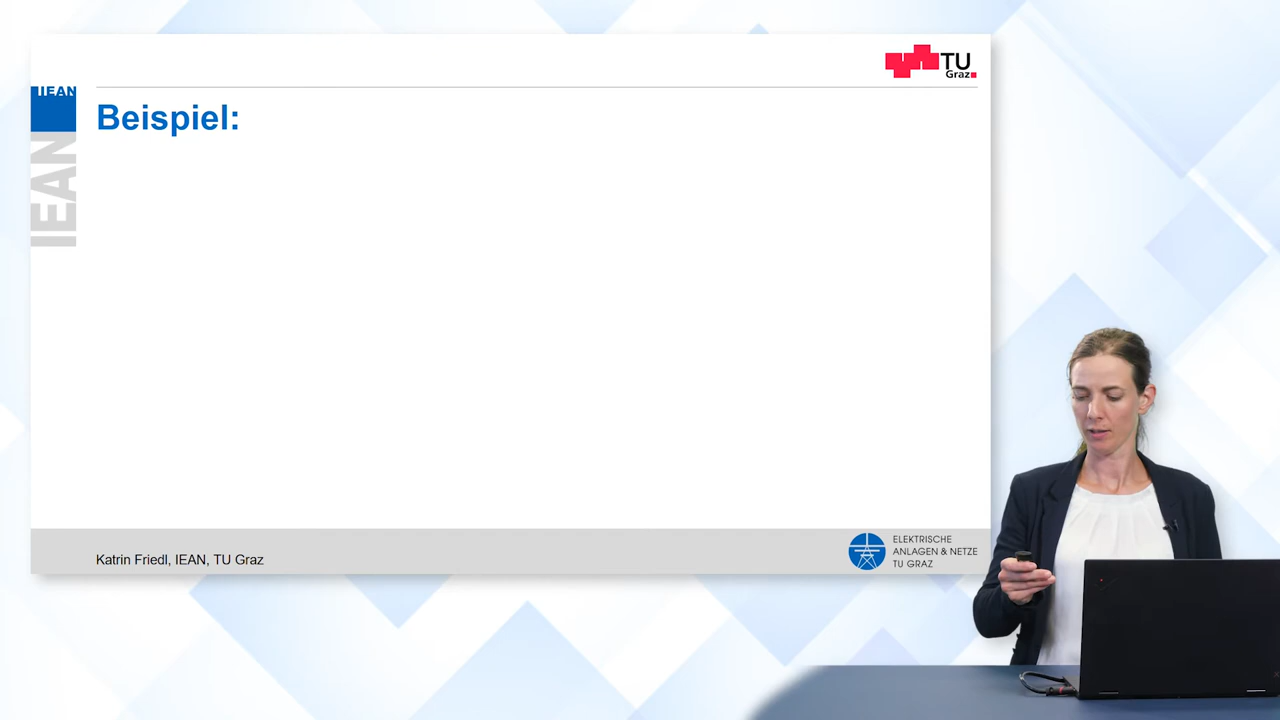 TU
Graz
IEAN
Beispiel:
IEAN
Katrin Friedl, IEAN, TU Graz
ELEKTRISCHE
ANLAGEN & NETZE
TU GRAZ